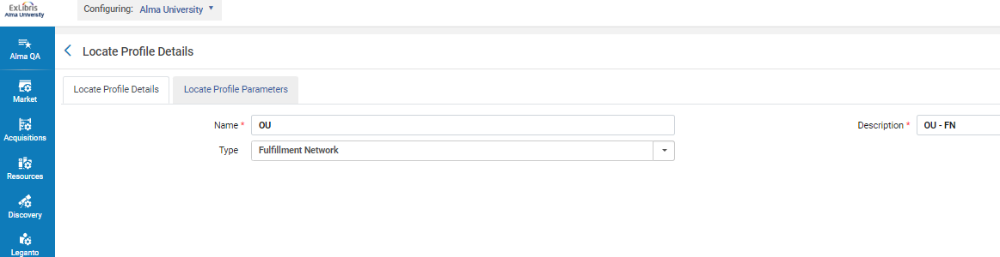 ExLibris
Alma University
Configuring: Alma University
Alma QA
Locate Profile Details
Market
Locate Profile Details
Locate Profile Parameters
Name *
OU
Description *
OU - FN
Acquisitions
Type
Fulfillment Network
Resources
Discovery
Leganto